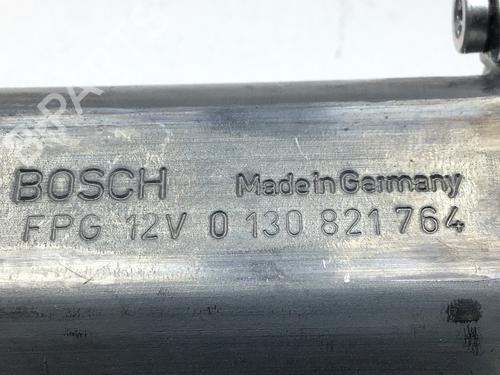 BOSCH Made in Germany
FPG 12V 0 130 821 764